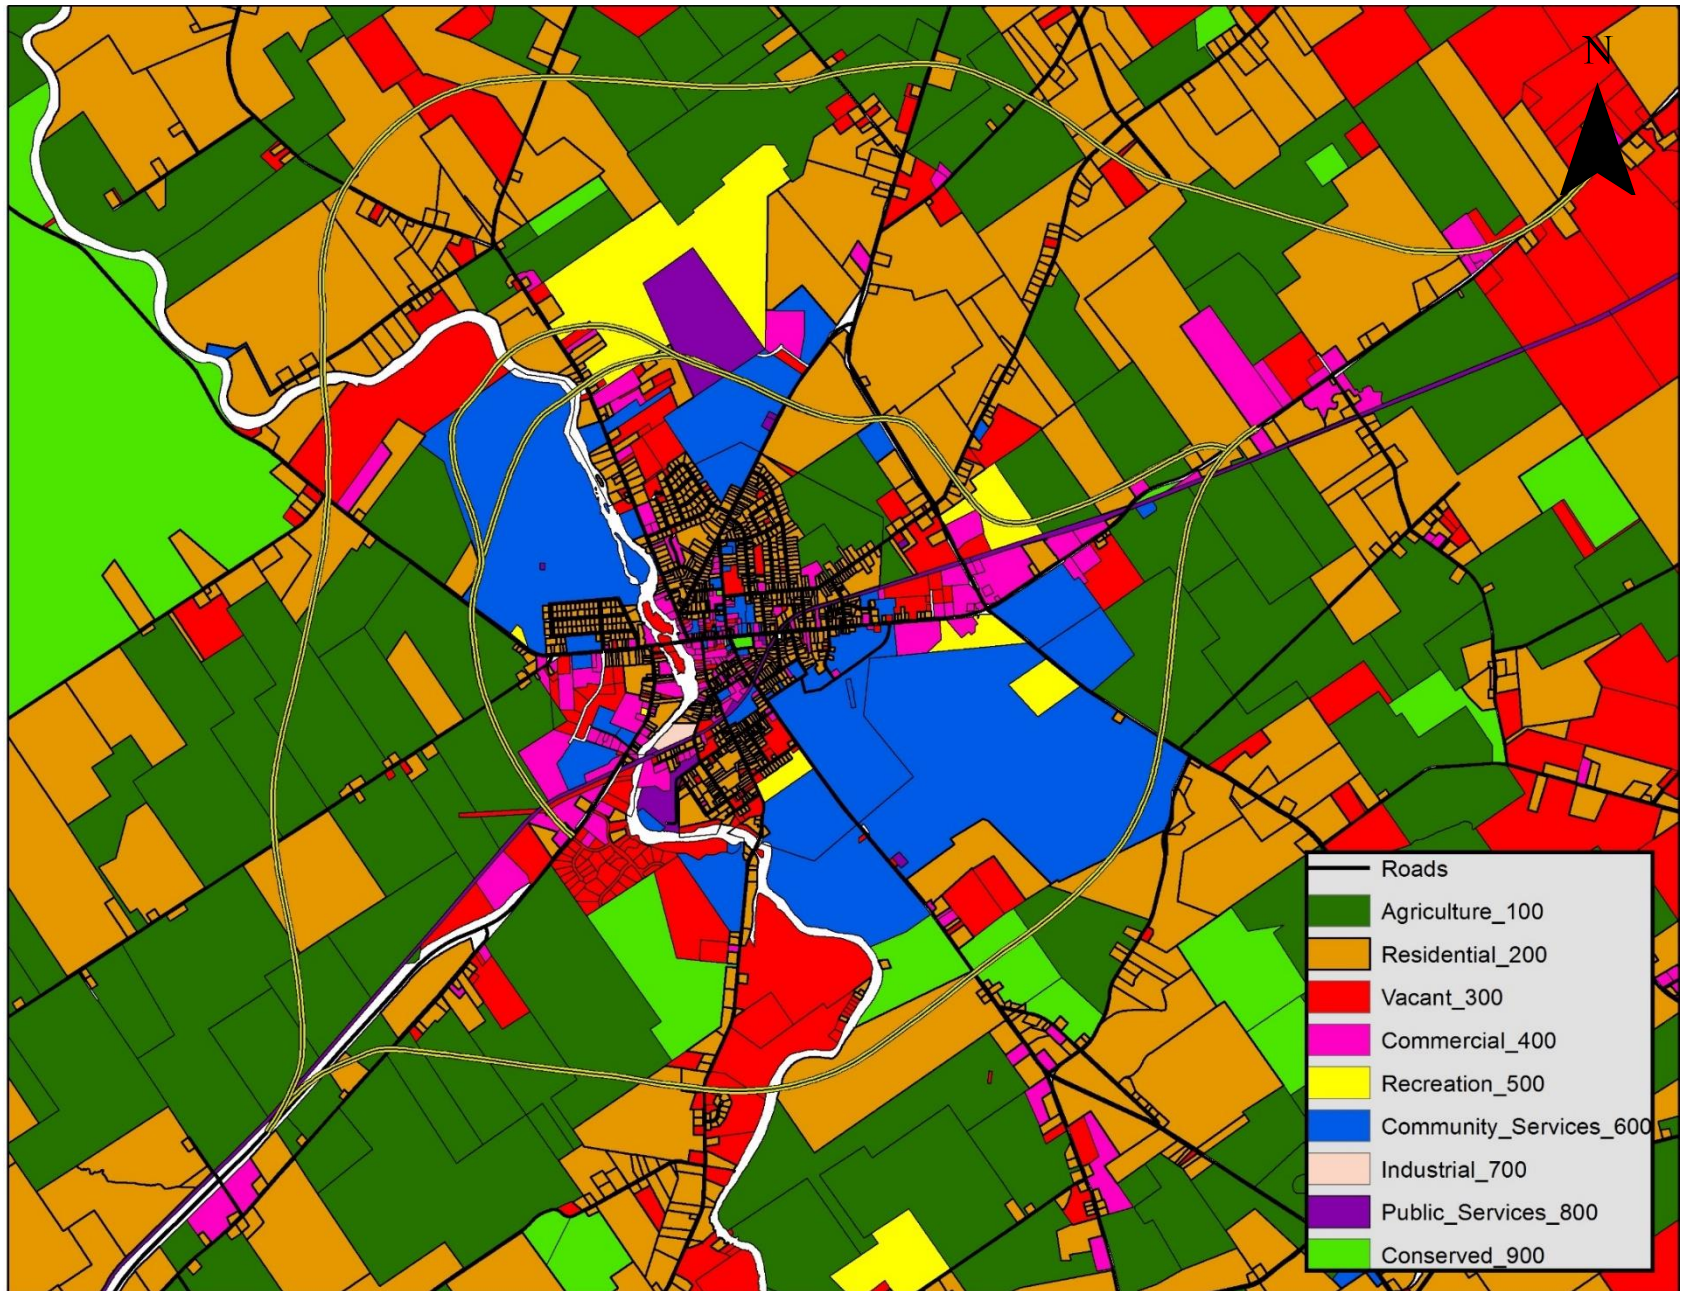 N
Roads
Agriculture_100
Residential_200
Vacant_300
Commercial_400
Recreation_500
Community_Services_600
Industrial_700
Public_Services_800
Conserved_900